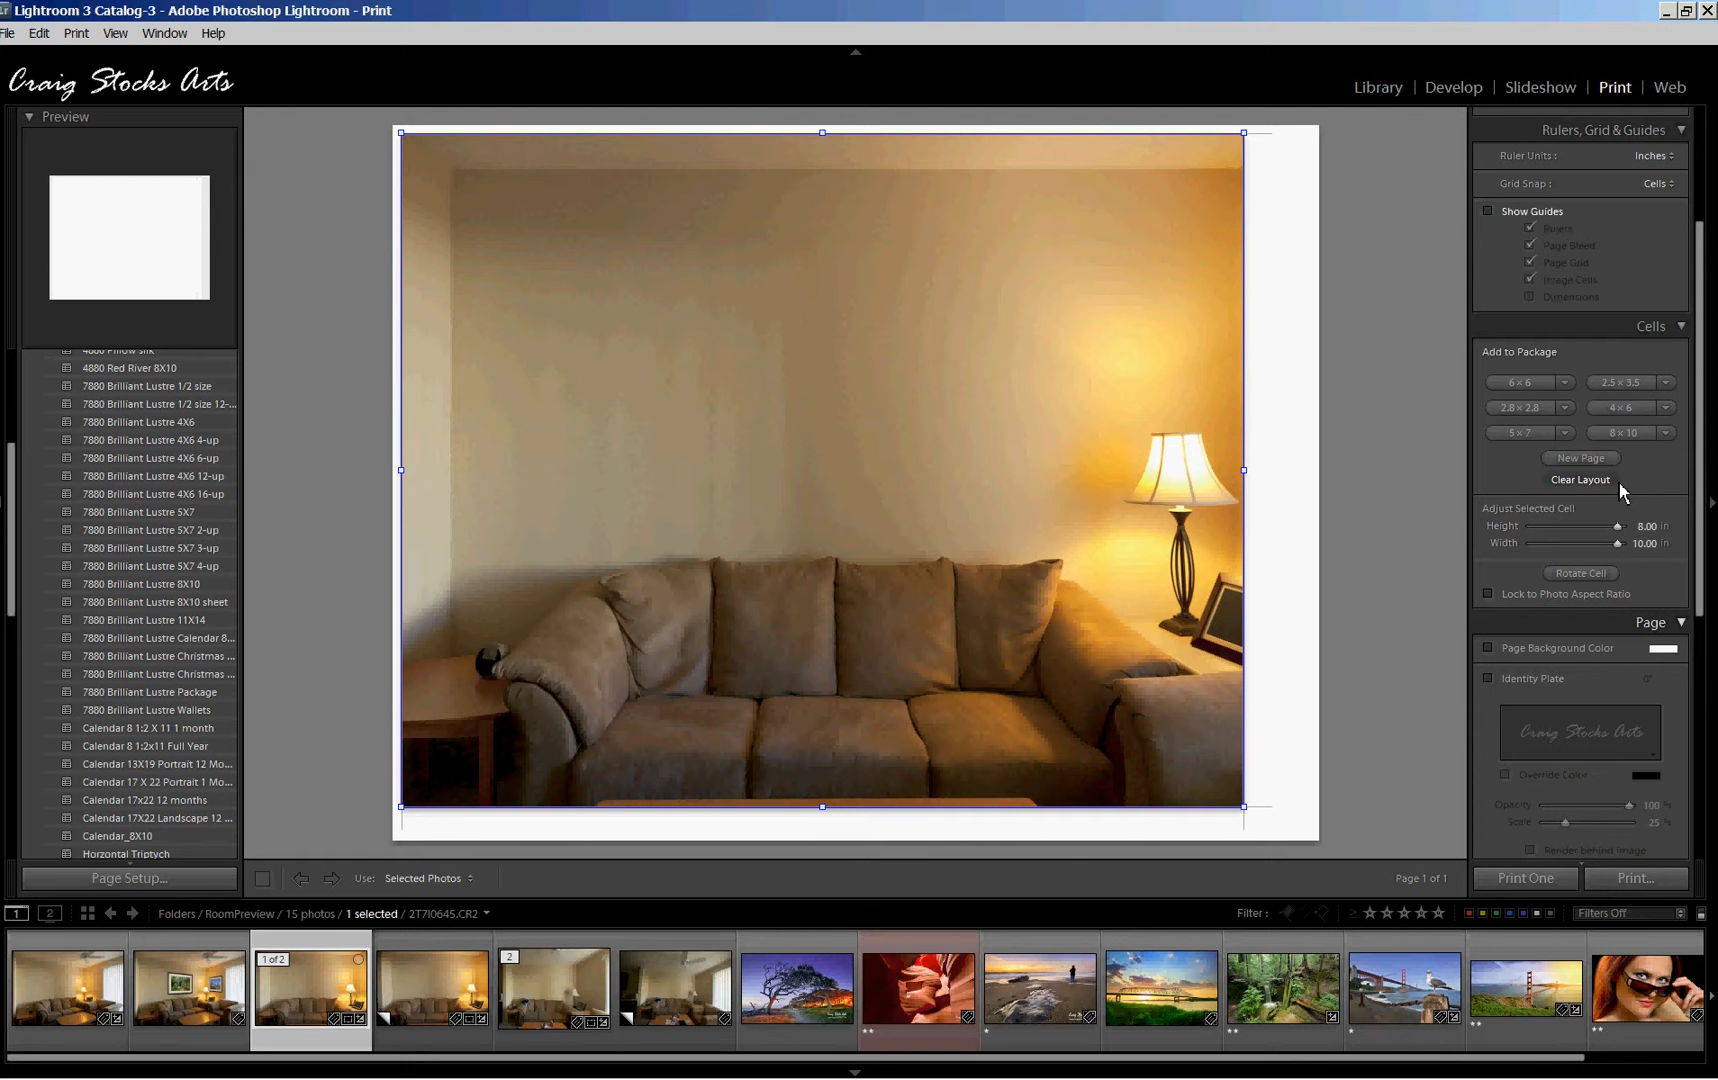 Lightroom 3 Catalog-3 - Adobe Photoshop Lightroom - Print
File Edit Print View Window Help
Craig Stocks Arts
Library | Develop | Slideshow | Print | Web
Preview
4880 Pillow silk
4880 Red River 8X10
7880 Brilliant Lustre 1/2 size
7880 Brilliant Lustre 1/2 size 12-...
7880 Brilliant Lustre 4X6
7880 Brilliant Lustre 4X6 4-up
7880 Brilliant Lustre 4X6 6-up
7880 Brilliant Lustre 4X6 12-up
7880 Brilliant Lustre 4X6 16-up
7880 Brilliant Lustre 5X7
7880 Brilliant Lustre 5X7 2-up
7880 Brilliant Lustre 5X7 3-up
7880 Brilliant Lustre 5X7 4-up
7880 Brilliant Lustre 8X10
7880 Brilliant Lustre 8X10 sheet
7880 Brilliant Lustre 11X14
7880 Brilliant Lustre Calendar 8...
7880 Brilliant Lustre Christmas ...
7880 Brilliant Lustre Christmas ...
7880 Brilliant Lustre Package
7880 Brilliant Lustre Wallets
Calendar 8 1:2 X 11 1 month
Calendar 8 1:2x11 Full Year
Calendar 13X19 Portrait 12 Mo...
Calendar 17 X 22 Portrait 1 Mo...
Calendar 17x22 12 months
Calendar 17X22 Landscape 12 ...
Calendar_8X10
Horzontal Triptych
Page Setup...
Rulers, Grid & Guides
Ruler Units : Inches
Grid Snap : Cells
Show Guides
Rulers
Page Bleed
Page Grid
Image Cells
Dimensions
Cells
Add to Package
6 × 6 2.5 × 3.5
2.8 × 2.8 4 × 6
5 × 7 8 × 10
New Page
Clear Layout
Adjust Selected Cell
Height 8.00 in
Width 10.00 in
Rotate Cell
Lock to Photo Aspect Ratio
Page
Page Background Color
Identity Plate 0°
Craig Stocks Arts
Override Color
Opacity 100 %
Scale 25 %
Render behind image
Use: Selected Photos
Page 1 of 1
Print One Print...
1 2 Folders / RoomPreview / 15 photos / 1 selected / 2T7I0645.CR2
Filter : Filters Off
1 of 2
2